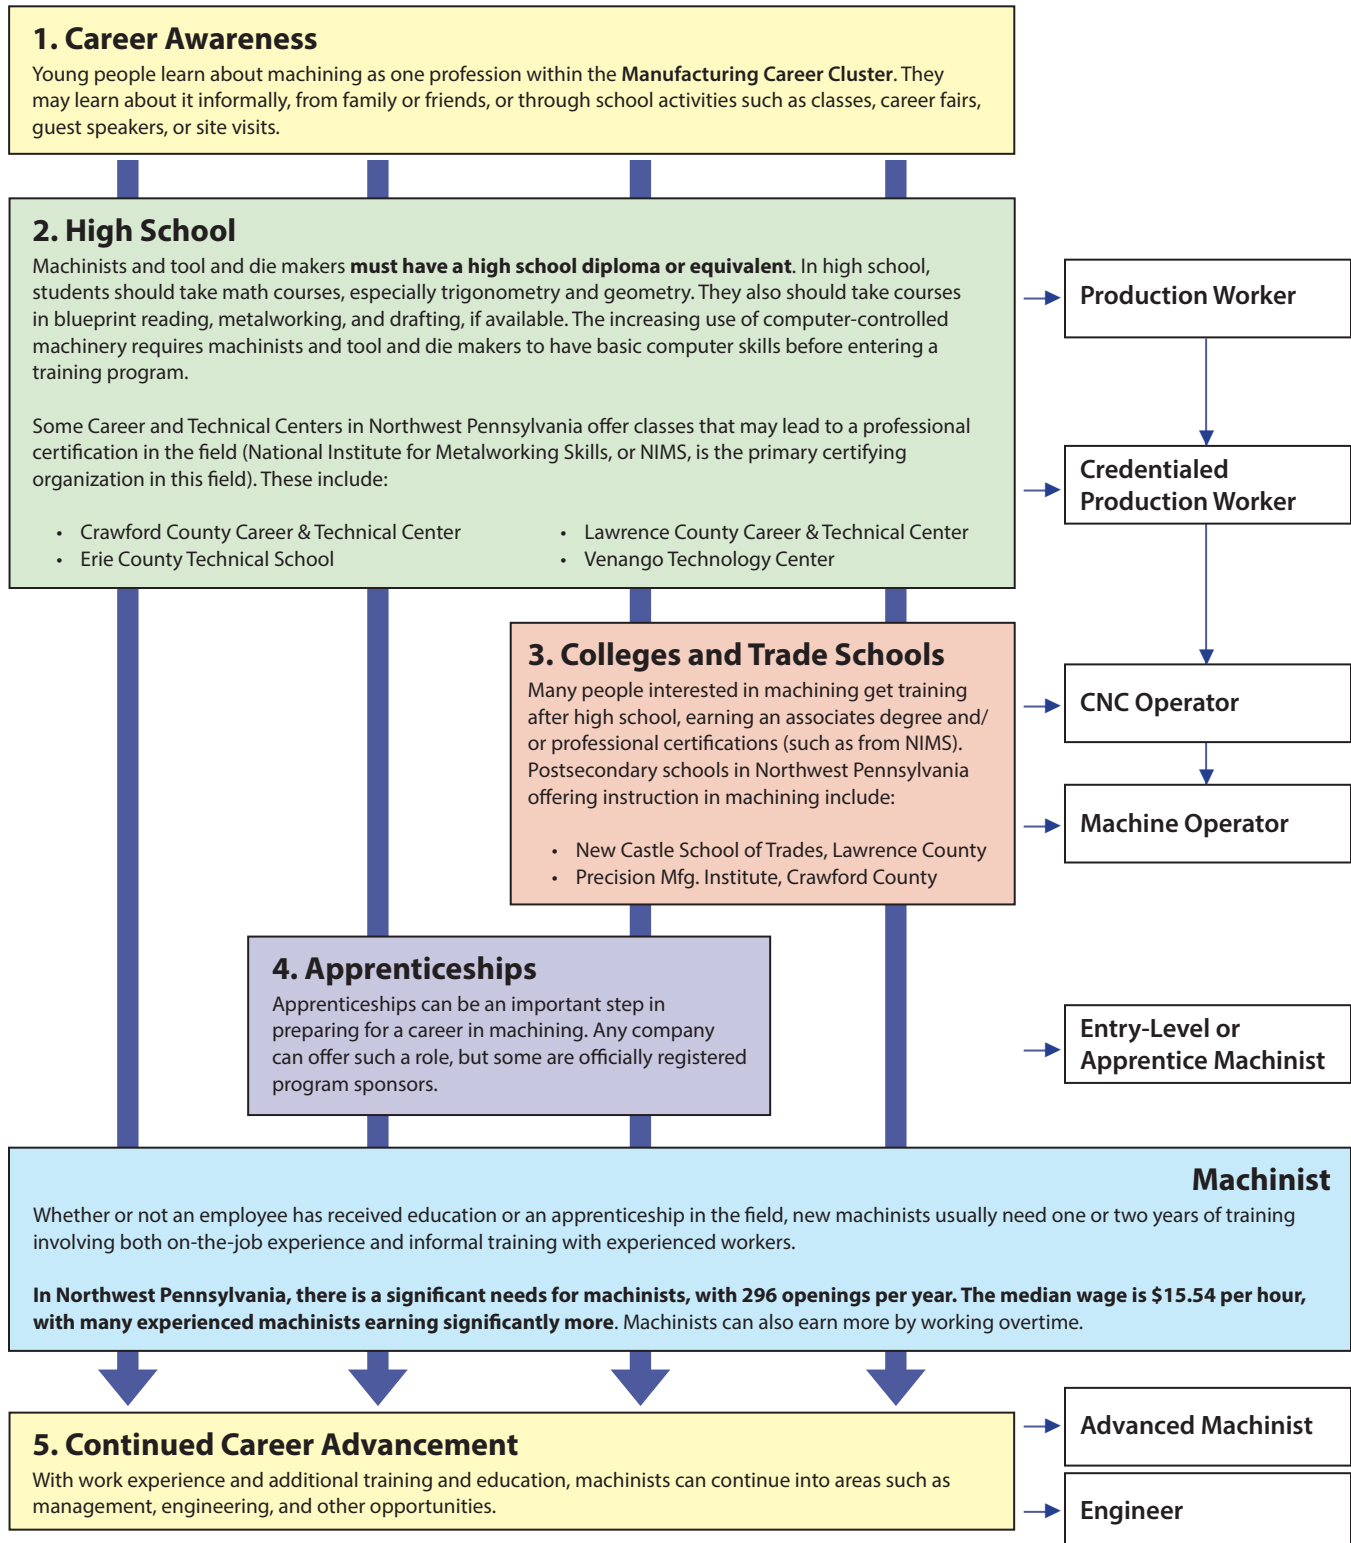 1. Career Awareness
Young people learn about machining as one profession within the Manufacturing Career Cluster. They
may learn about it informally, from family or friends, or through school activities such as classes, career fairs,
guest speakers, or site visits.
2. High School
Machinists and tool and die makers must have a high school diploma or equivalent. In high school,
students should take math courses, especially trigonometry and geometry. They also should take courses
in blueprint reading, metalworking, and drafting, if available. The increasing use of computer-controlled
machinery requires machinists and tool and die makers to have basic computer skills before entering a
training program.
Some Career and Technical Centers in Northwest Pennsylvania offer classes that may lead to a professional
certification in the field (National Institute for Metalworking Skills, or NIMS, is the primary certifying
organization in this field). These include:
• Crawford County Career & Technical Center
• Erie County Technical School
• Lawrence County Career & Technical Center
• Venango Technology Center
Production Worker
Credentialed
Production Worker
3. Colleges and Trade Schools
Many people interested in machining get training
after high school, earning an associates degree and/
or professional certifications (such as from NIMS).
Postsecondary schools in Northwest Pennsylvania
offering instruction in machining include:
• New Castle School of Trades, Lawrence County
• Precision Mfg. Institute, Crawford County
CNC Operator
Machine Operator
4. Apprenticeships
Apprenticeships can be an important step in
preparing for a career in machining. Any company
can offer such a role, but some are officially registered
program sponsors.
Entry-Level or
Apprentice Machinist
Machinist
Whether or not an employee has received education or an apprenticeship in the field, new machinists usually need one or two years of training
involving both on-the-job experience and informal training with experienced workers.
In Northwest Pennsylvania, there is a significant needs for machinists, with 296 openings per year. The median wage is $15.54 per hour,
with many experienced machinists earning significantly more. Machinists can also earn more by working overtime.
5. Continued Career Advancement
With work experience and additional training and education, machinists can continue into areas such as
management, engineering, and other opportunities.
Advanced Machinist
Engineer